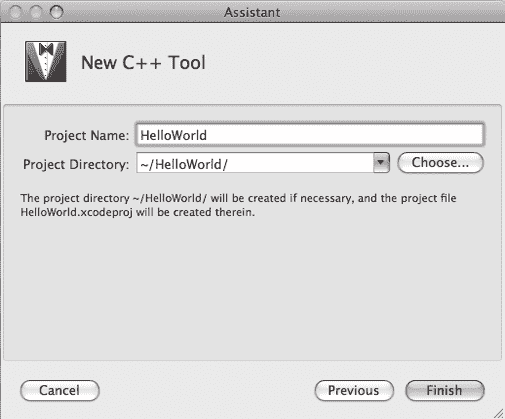 Assistant
New C++ Tool
Project Name: HelloWorld
Project Directory: ~/HelloWorld/ Choose...
The project directory ~/HelloWorld/ will be created if necessary, and the project file
HelloWorld.xcodeproj will be created therein.
Cancel Previous Finish